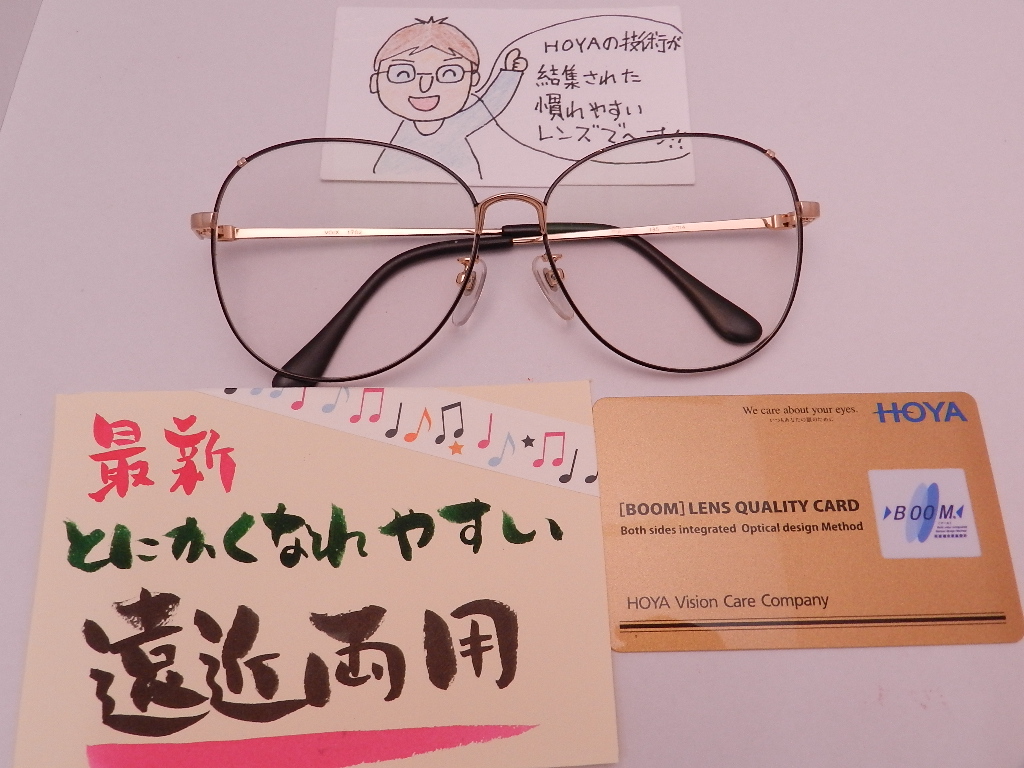 HOYAの技術が
結集された
慣れやすい
レンズで〜す!!
最新
とにかくなれやすい
遠近両用
We care about your eyes.
HOYA
[BOOM] LENS QUALITY CARD
Both sides integrated Optical design Method
BOOM
HOYA Vision Care Company